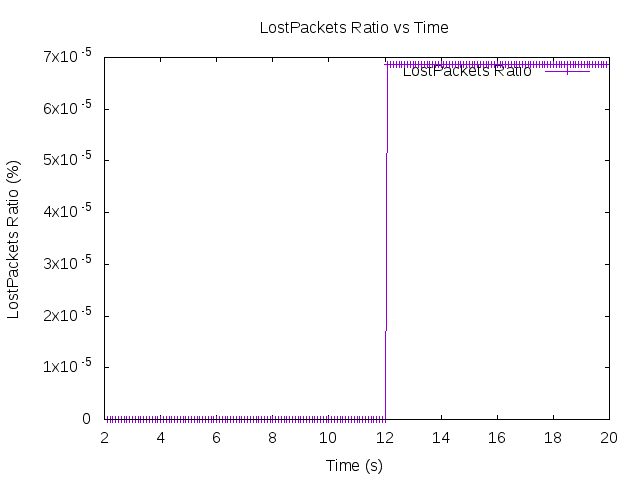 LostPackets Ratio vs Time
7x10^-5
6x10^-5
5x10^-5
4x10^-5
3x10^-5
2x10^-5
1x10^-5
0
LostPackets Ratio (%)
LostPackets Ratio
2 4 6 8 10 12 14 16 18 20
Time (s)